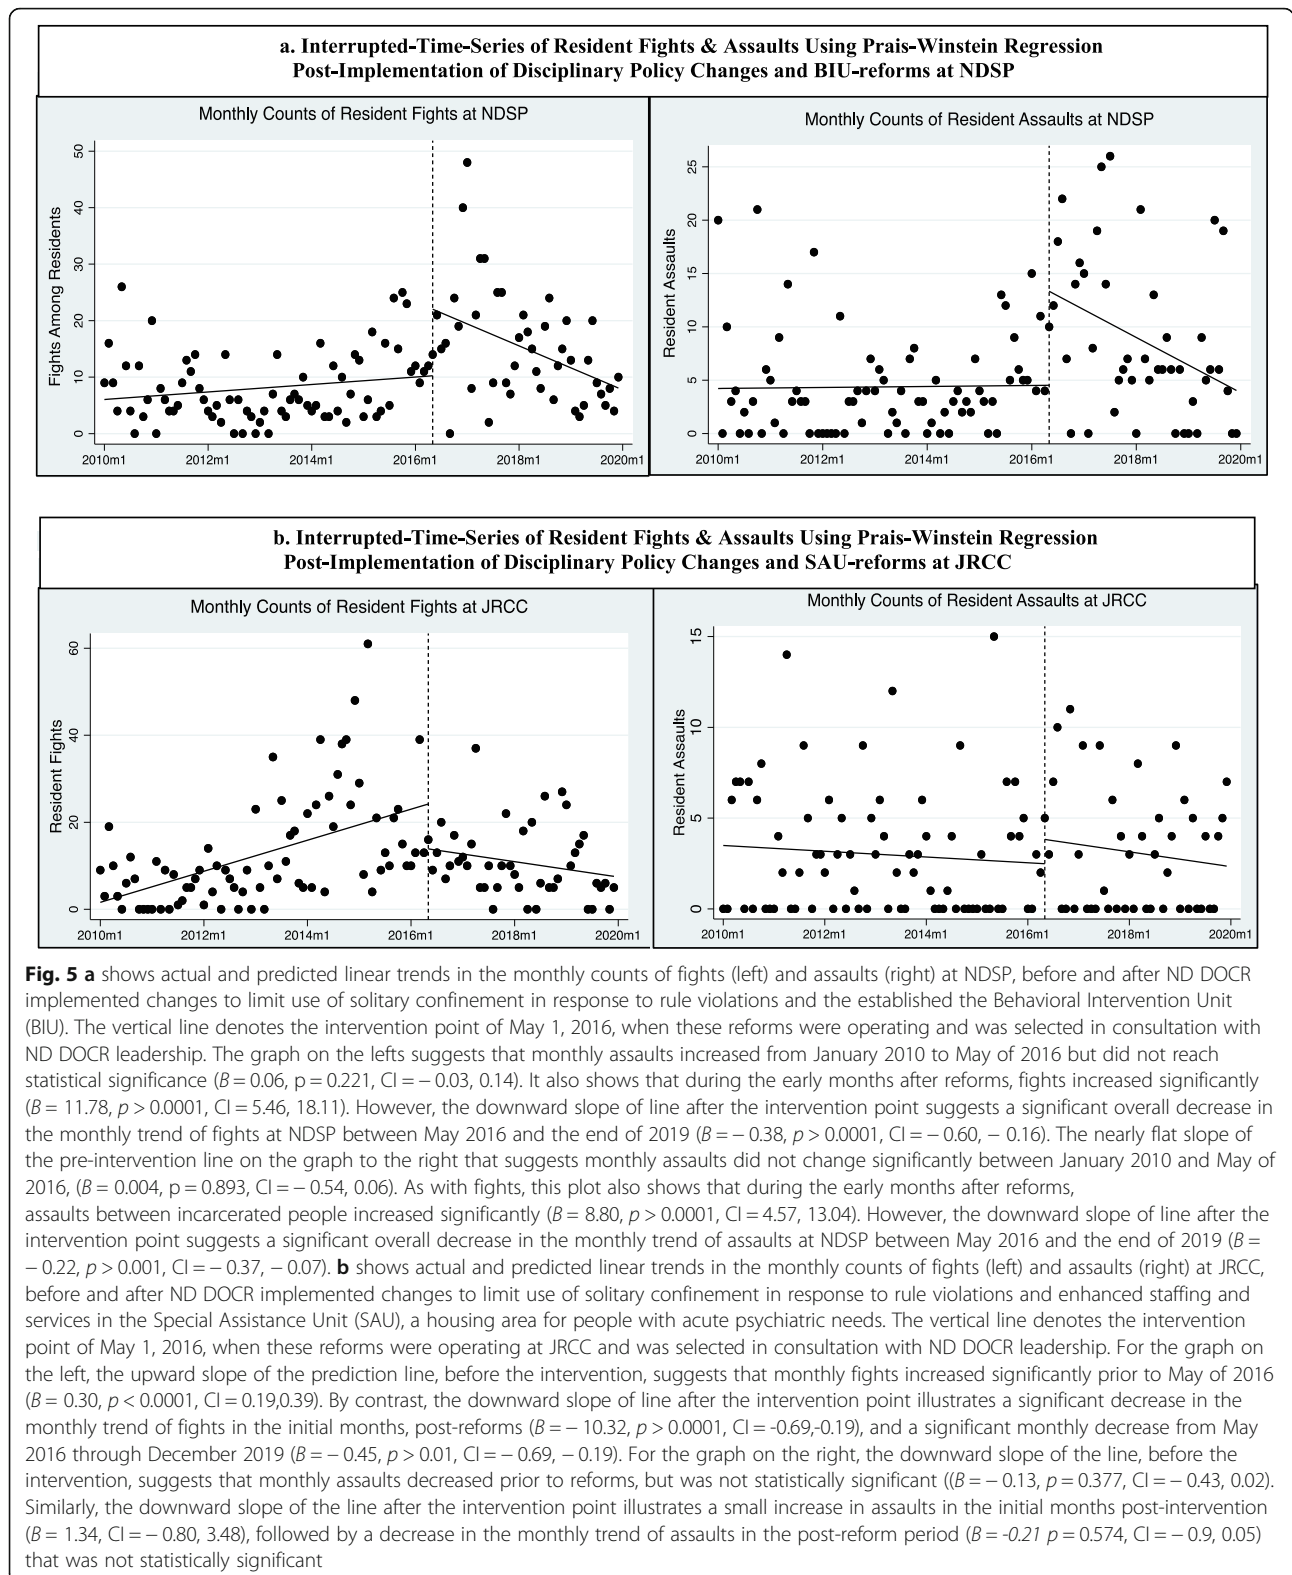 a. Interrupted-Time-Series of Resident Fights & Assaults Using Prais-Winstein Regression
Post-Implementation of Disciplinary Policy Changes and BIU-reforms at NDSP
Monthly Counts of Resident Fights at NDSP
Fights Among Residents
50
40
30
20
10
0
2010m1 2012m1 2014m1 2016m1 2018m1 2020m1
Monthly Counts of Resident Assaults at NDSP
Resident Assaults
25
20
15
10
5
0
2010m1 2012m1 2014m1 2016m1 2018m1 2020m1
b. Interrupted-Time-Series of Resident Fights & Assaults Using Prais-Winstein Regression
Post-Implementation of Disciplinary Policy Changes and SAU-reforms at JRCC
Monthly Counts of Resident Fights at JRCC
Resident Fights
60
40
20
0
2010m1 2012m1 2014m1 2016m1 2018m1 2020m1
Monthly Counts of Resident Assaults at JRCC
Resident Assaults
15
10
5
0
2010m1 2012m1 2014m1 2016m1 2018m1 2020m1
Fig. 5 a shows actual and predicted linear trends in the monthly counts of fights (left) and assaults (right) at NDSP, before and after ND DOCR
implemented changes to limit use of solitary confinement in response to rule violations and the established the Behavioral Intervention Unit
(BIU). The vertical line denotes the intervention point of May 1, 2016, when these reforms were operating and was selected in consultation with
ND DOCR leadership. The graph on the lefts suggests that monthly assaults increased from January 2010 to May of 2016 but did not reach
statistical significance (B = 0.06, p = 0.221, CI = − 0.03, 0.14). It also shows that during the early months after reforms, fights increased significantly
(B = 11.78, p > 0.0001, CI = 5.46, 18.11). However, the downward slope of line after the intervention point suggests a significant overall decrease in
the monthly trend of fights at NDSP between May 2016 and the end of 2019 (B = − 0.38, p > 0.0001, CI = − 0.60, − 0.16). The nearly flat slope of
the pre-intervention line on the graph to the right that suggests monthly assaults did not change significantly between January 2010 and May of
2016, (B = 0.004, p = 0.893, CI = − 0.54, 0.06). As with fights, this plot also shows that during the early months after reforms,
assaults between incarcerated people increased significantly (B = 8.80, p > 0.0001, CI = 4.57, 13.04). However, the downward slope of line after the
intervention point suggests a significant overall decrease in the monthly trend of assaults at NDSP between May 2016 and the end of 2019 (B =
− 0.22, p > 0.001, CI = − 0.37, − 0.07). b shows actual and predicted linear trends in the monthly counts of fights (left) and assaults (right) at JRCC,
before and after ND DOCR implemented changes to limit use of solitary confinement in response to rule violations and enhanced staffing and
services in the Special Assistance Unit (SAU), a housing area for people with acute psychiatric needs. The vertical line denotes the intervention
point of May 1, 2016, when these reforms were operating at JRCC and was selected in consultation with ND DOCR leadership. For the graph on
the left, the upward slope of the prediction line, before the intervention, suggests that monthly fights increased significantly prior to May of 2016
(B = 0.30, p < 0.0001, CI = 0.19,0.39). By contrast, the downward slope of line after the intervention point illustrates a significant decrease in the
monthly trend of fights in the initial months, post-reforms (B = − 10.32, p > 0.0001, CI = -0.69,-0.19), and a significant monthly decrease from May
2016 through December 2019 (B = − 0.45, p > 0.01, CI = − 0.69, − 0.19). For the graph on the right, the downward slope of the line, before the
intervention, suggests that monthly assaults decreased prior to reforms, but was not statistically significant ((B = − 0.13, p = 0.377, CI = − 0.43, 0.02).
Similarly, the downward slope of the line after the intervention point illustrates a small increase in assaults in the initial months post-intervention
(B = 1.34, CI = − 0.80, 3.48), followed by a decrease in the monthly trend of assaults in the post-reform period (B = -0.21 p = 0.574, CI = − 0.9, 0.05)
that was not statistically significant